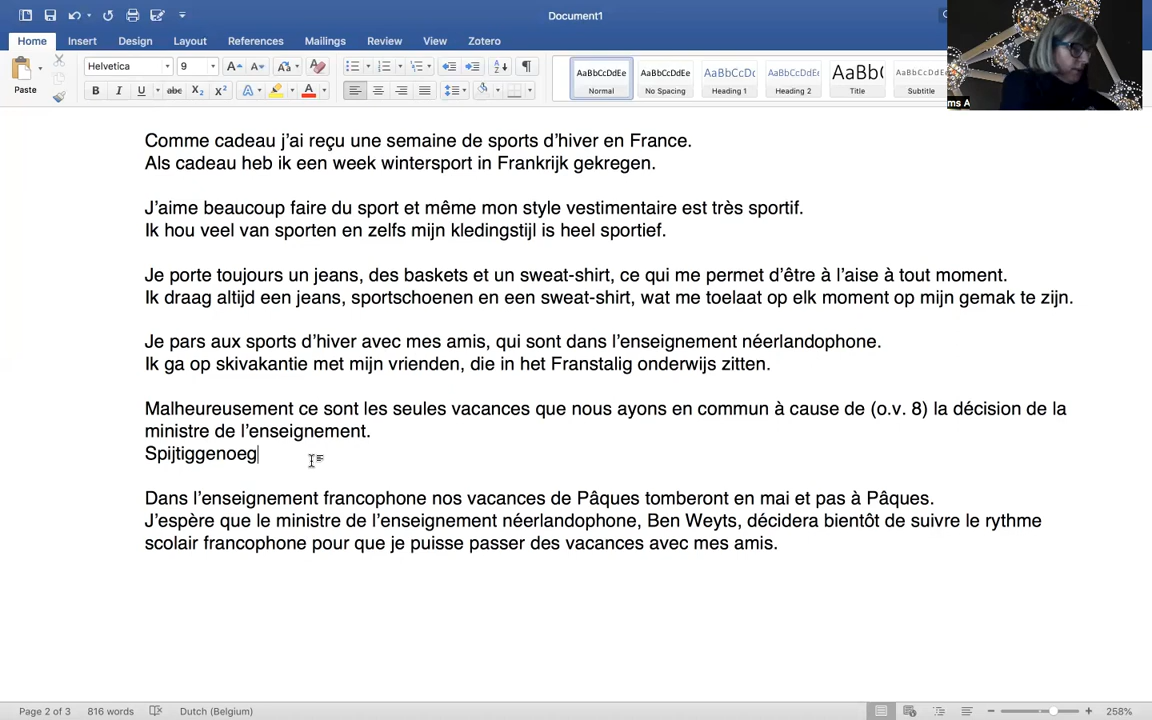 Document1
Home Insert Design Layout References Mailings Review View Zotero
Paste
Helvetica 9
AaBbCcDdEe AaBbCcDdEe AaBbCcDc AaBbCcDdEe AaBbC AaBbCcDdEe
Normal No Spacing Heading 1 Heading 2 Title Subtitle
ms A
Comme cadeau j'ai reçu une semaine de sports d'hiver en France.
Als cadeau heb ik een week wintersport in Frankrijk gekregen.
J'aime beaucoup faire du sport et même mon style vestimentaire est très sportif.
Ik hou veel van sporten en zelfs mijn kledingstijl is heel sportief.
Je porte toujours un jeans, des baskets et un sweat-shirt, ce qui me permet d'être à l'aise à tout moment.
Ik draag altijd een jeans, sportschoenen en een sweat-shirt, wat me toelaat op elk moment op mijn gemak te zijn.
Je pars aux sports d'hiver avec mes amis, qui sont dans l'enseignement néerlandophone.
Ik ga op skivakantie met mijn vrienden, die in het Franstalig onderwijs zitten.
Malheureusement ce sont les seules vacances que nous ayons en commun à cause de (o.v. 8) la décision de la
ministre de l'enseignement.
Spijtiggenoeg
Dans l'enseignement francophone nos vacances de Pâques tomberont en mai et pas à Pâques.
J'espère que le ministre de l'enseignement néerlandophone, Ben Weyts, décidera bientôt de suivre le rythme
scolair francophone pour que je puisse passer des vacances avec mes amis.
Page 2 of 3 816 words Dutch (Belgium) 258%